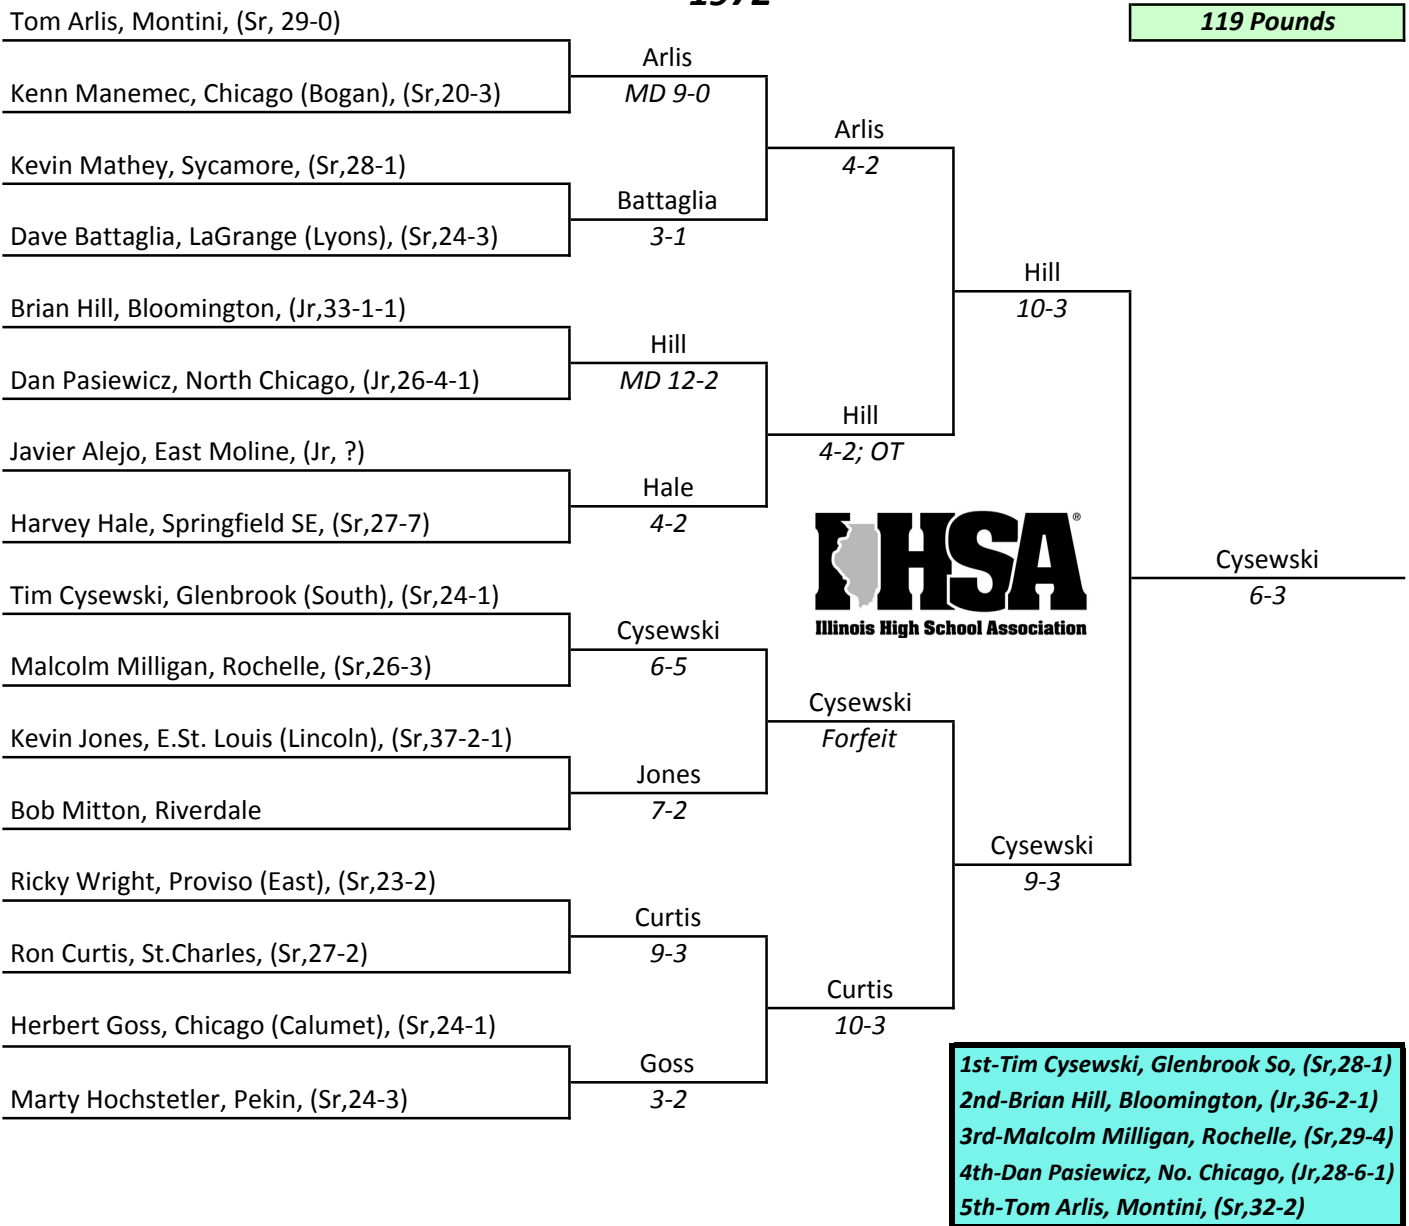 1972
119 Pounds
Tom Arlis, Montini, (Sr, 29-0)
Arlis
MD 9-0
Kenn Manemec, Chicago (Bogan), (Sr,20-3)
Arlis
4-2
Kevin Mathey, Sycamore, (Sr,28-1)
Battaglia
3-1
Dave Battaglia, LaGrange (Lyons), (Sr,24-3)
Hill
10-3
Brian Hill, Bloomington, (Jr,33-1-1)
Hill
MD 12-2
Dan Pasiewicz, North Chicago, (Jr,26-4-1)
Hill
4-2; OT
Javier Alejo, East Moline, (Jr, ?)
Hale
4-2
Harvey Hale, Springfield SE, (Sr,27-7)
IHSA®
Illinois High School Association
Cysewski
6-3
Tim Cysewski, Glenbrook (South), (Sr,24-1)
Cysewski
6-5
Malcolm Milligan, Rochelle, (Sr,26-3)
Cysewski
Forfeit
Kevin Jones, E.St. Louis (Lincoln), (Sr,37-2-1)
Jones
7-2
Bob Mitton, Riverdale
Cysewski
9-3
Ricky Wright, Proviso (East), (Sr,23-2)
Curtis
9-3
Ron Curtis, St.Charles, (Sr,27-2)
Curtis
10-3
Herbert Goss, Chicago (Calumet), (Sr,24-1)
Goss
3-2
Marty Hochstetler, Pekin, (Sr,24-3)
1st-Tim Cysewski, Glenbrook So, (Sr,28-1)
2nd-Brian Hill, Bloomington, (Jr,36-2-1)
3rd-Malcolm Milligan, Rochelle, (Sr,29-4)
4th-Dan Pasiewicz, No. Chicago, (Jr,28-6-1)
5th-Tom Arlis, Montini, (Sr,32-2)